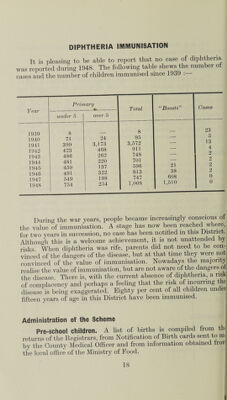 DIPHTHERIA IMMUNISATION
It is pleasing to be able to report that no case of diphtheria
was reported during 1948. The following table shews the number of
cases and the number of children immunised since 1939 :—
Year Primary Total "Boosts" Cases
under 5 over 5
1939 8 — 8 — 23
1940 71 24 95 — 5
1941 399 3,173 3,572 — 13
1942 423 468 911 — 4
1943 486 262 748 — 2
1944 481 220 701 — 2
1945 459 137 596 21 2
1946 491 322 813 38 2
1947 549 198 747 608 0
1948 754 254 1,008 1,510 0
During the war years, people became increasingly conscious of
the value of immunisation. A stage has now been reached where,
for two years in succession, no case has been notified in this District.
Although this is a welcome achievement, it is not unattended by
risks. When diphtheria was rife, parents did not need to be con-
vinced of the dangers of the disease, but at that time they were not
convinced of the value of immunisation. Nowadays the majority
realise the value of immunisation, but are not aware of the dangers of
the disease. There is, with the current absence of diphtheria, a risk
of complacency and perhaps a feeling that the risk of incurring the
disease is being exaggerated. Eighty per cent of all children under
fifteen years of age in this District have been immunised.
Administration of the Scheme
Pre-school children. A list of births is compiled from the
returns of the Registrars, from Notification of Birth cards sent to me
by the County Medical Officer and from information obtained from
the local office of the Ministry of Food.
18